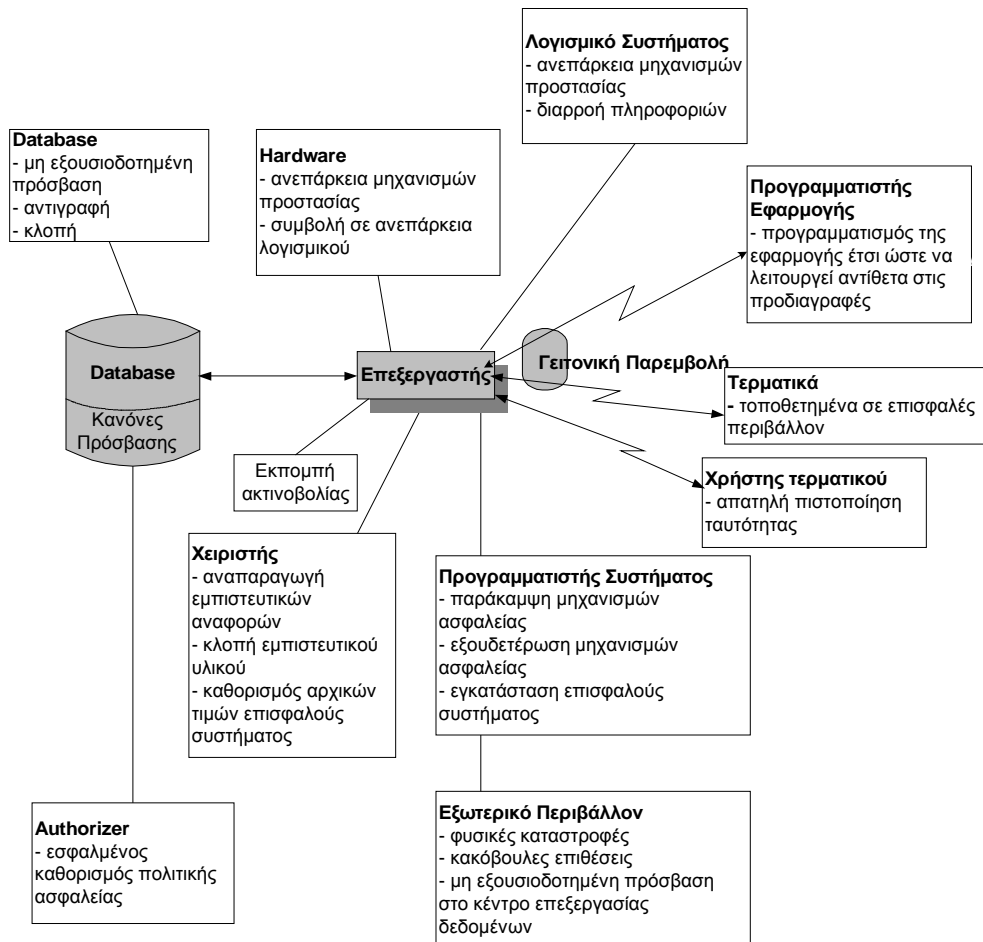 Λογισμικό Συστήματος
- ανεπάρκεια μηχανισμών
προστασίας
- διαρροή πληροφοριών
Database
- μη εξουσιοδοτημένη
πρόσβαση
- αντιγραφή
- κλοπή
Hardware
- ανεπάρκεια μηχανισμών
προστασίας
- συμβολή σε ανεπάρκεια
λογισμικού
Προγραμματιστής
Εφαρμογής
- προγραμματισμός της
εφαρμογής έτσι ώστε να
λειτουργεί αντίθετα στις
προδιαγραφές
Database
Κανόνες
Πρόσβασης
Επεξεργαστής
Γειτονική Παρεμβολή
Τερματικά
- τοποθετημένα σε επισφαλές
περιβάλλον
Εκπομπή
ακτινοβολίας
Χρήστης τερματικού
- απατηλή πιστοποίηση
ταυτότητας
Χειριστής
- αναπαραγωγή
εμπιστευτικών
αναφορών
- κλοπή εμπιστευτικού
υλικού
- καθορισμός αρχικών
τιμών επισφαλούς
συστήματος
Προγραμματιστής Συστήματος
- παράκαμψη μηχανισμών
ασφαλείας
- εξουδετέρωση μηχανισμών
ασφαλείας
- εγκατάσταση επισφαλούς
συστήματος
Authorizer
- εσφαλμένος
καθορισμός πολιτικής
ασφαλείας
Εξωτερικό Περιβάλλον
- φυσικές καταστροφές
- κακόβουλες επιθέσεις
- μη εξουσιοδοτημένη πρόσβαση
στο κέντρο επεξεργασίας
δεδομένων